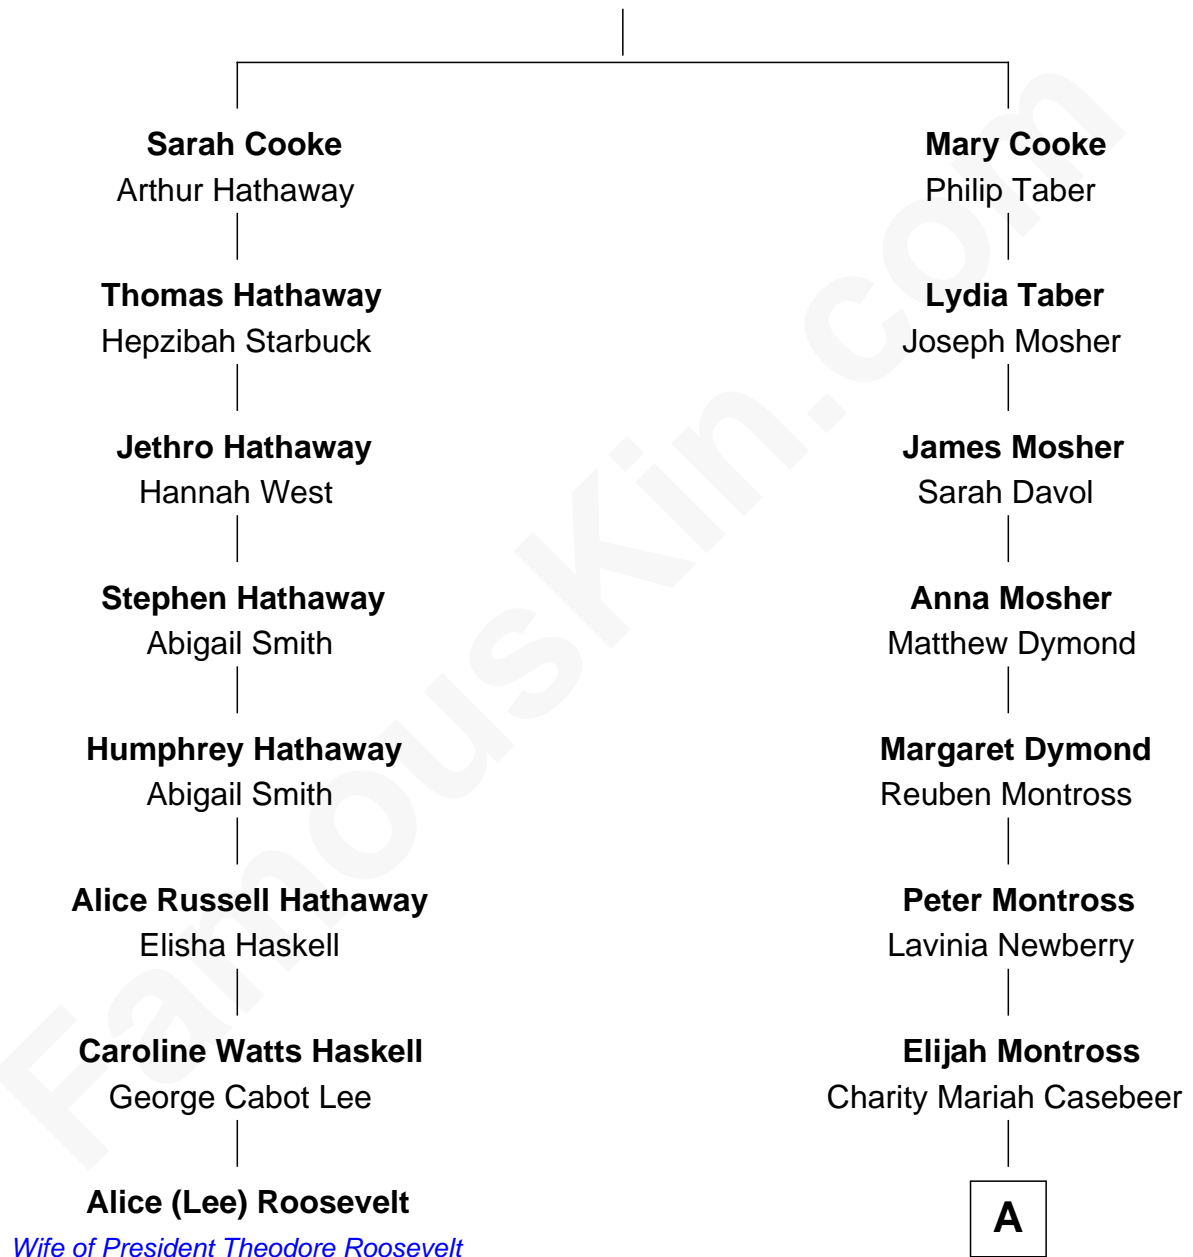 Sarah Cooke
Arthur Hathaway
Thomas Hathaway
Hepzibah Starbuck
Jethro Hathaway
Hannah West
Stephen Hathaway
Abigail Smith
Humphrey Hathaway
Abigail Smith
Alice Russell Hathaway
Elisha Haskell
Caroline Watts Haskell
George Cabot Lee
Alice (Lee) Roosevelt
Wife of President Theodore Roosevelt
Mary Cooke
Philip Taber
Lydia Taber
Joseph Mosher
James Mosher
Sarah Davol
Anna Mosher
Matthew Dymond
Margaret Dymond
Reuben Montross
Peter Montross
Lavinia Newberry
Elijah Montross
Charity Mariah Casebeer
A
FamousKin.com